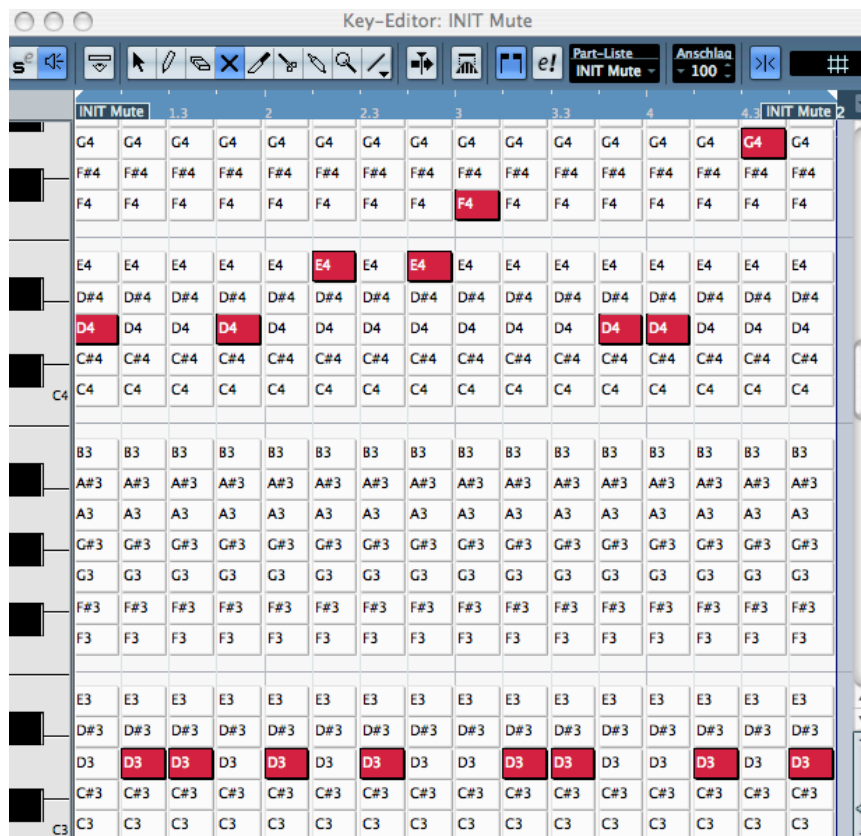 Key-Editor: INIT Mute
se e! Part-Liste Anschlag
INIT Mute 100
INIT Mute 1.3 2 2.3 3 3.3 4 4.3 INIT Mute 2
G4 G4 G4 G4 G4 G4 G4 G4 G4 G4 G4 G4 G4 G4 G4 G4
F#4 F#4 F#4 F#4 F#4 F#4 F#4 F#4 F#4 F#4 F#4 F#4 F#4 F#4 F#4 F#4
F4 F4 F4 F4 F4 F4 F4 F4 F4 F4 F4 F4 F4 F4 F4 F4
E4 E4 E4 E4 E4 E4 E4 E4 E4 E4 E4 E4 E4 E4 E4 E4
D#4 D#4 D#4 D#4 D#4 D#4 D#4 D#4 D#4 D#4 D#4 D#4 D#4 D#4 D#4 D#4
D4 D4 D4 D4 D4 D4 D4 D4 D4 D4 D4 D4 D4 D4 D4 D4
C#4 C#4 C#4 C#4 C#4 C#4 C#4 C#4 C#4 C#4 C#4 C#4 C#4 C#4 C#4 C#4
C4 C4 C4 C4 C4 C4 C4 C4 C4 C4 C4 C4 C4 C4 C4 C4 C4
B3 B3 B3 B3 B3 B3 B3 B3 B3 B3 B3 B3 B3 B3 B3 B3
A#3 A#3 A#3 A#3 A#3 A#3 A#3 A#3 A#3 A#3 A#3 A#3 A#3 A#3 A#3 A#3
A3 A3 A3 A3 A3 A3 A3 A3 A3 A3 A3 A3 A3 A3 A3 A3
G#3 G#3 G#3 G#3 G#3 G#3 G#3 G#3 G#3 G#3 G#3 G#3 G#3 G#3 G#3 G#3
G3 G3 G3 G3 G3 G3 G3 G3 G3 G3 G3 G3 G3 G3 G3 G3
F#3 F#3 F#3 F#3 F#3 F#3 F#3 F#3 F#3 F#3 F#3 F#3 F#3 F#3 F#3 F#3
F3 F3 F3 F3 F3 F3 F3 F3 F3 F3 F3 F3 F3 F3 F3 F3
E3 E3 E3 E3 E3 E3 E3 E3 E3 E3 E3 E3 E3 E3 E3 E3
D#3 D#3 D#3 D#3 D#3 D#3 D#3 D#3 D#3 D#3 D#3 D#3 D#3 D#3 D#3 D#3
D3 D3 D3 D3 D3 D3 D3 D3 D3 D3 D3 D3 D3 D3 D3 D3
C#3 C#3 C#3 C#3 C#3 C#3 C#3 C#3 C#3 C#3 C#3 C#3 C#3 C#3 C#3 C#3
C3 C3 C3 C3 C3 C3 C3 C3 C3 C3 C3 C3 C3 C3 C3 C3 C3